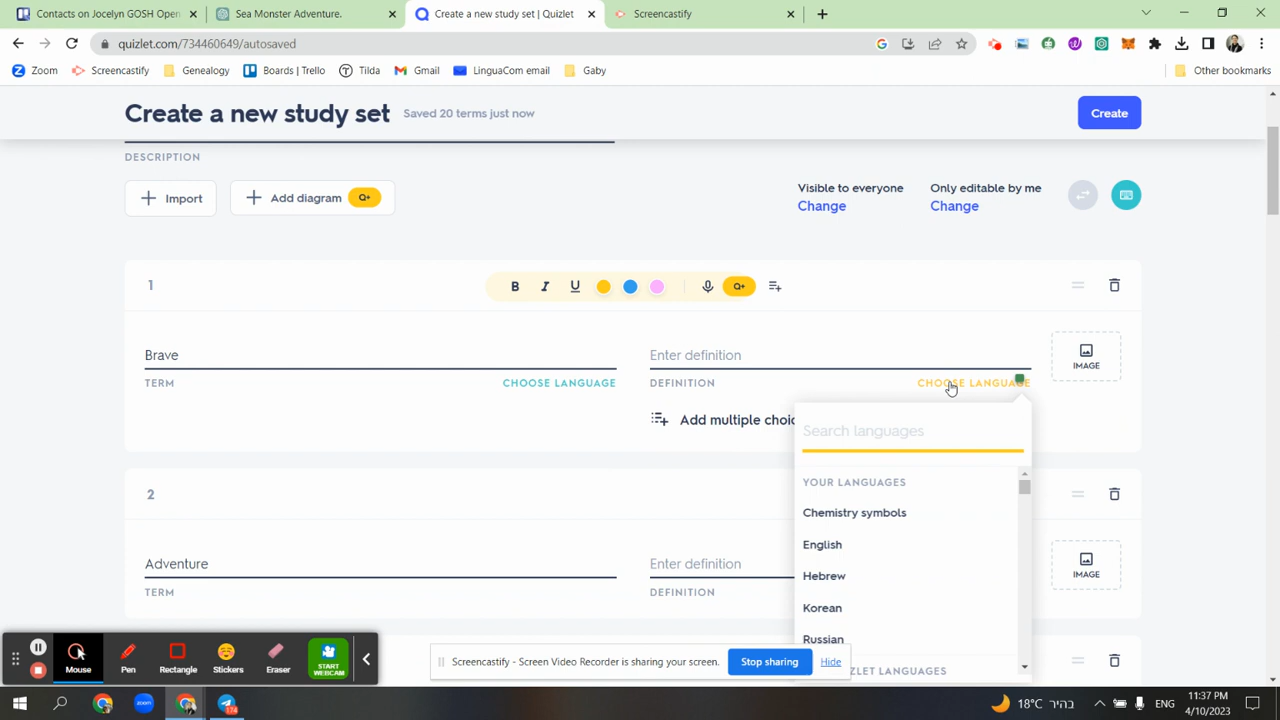 Contacts on Jocelyn GOSH Open
Sea Monster Adventure.
Create a new study set | Quizlet
Screencastify
quizlet.com/734460649/autosaved
Zoom
Screencastify
Genealogy
Boards | Trello
Tilda
Gmail
LinguaCom email
Gaby
Other bookmarks
Create a new study set
Saved 20 terms just now
Create
DESCRIPTION
Import
Add diagram
Q+
Visible to everyone
Change
Only editable by me
Change
1
B I U
Q+
Brave
Enter definition
TERM
CHOOSE LANGUAGE
DEFINITION
CHOOSE LANGUAGE
IMAGE
Add multiple choic
Search languages
YOUR LANGUAGES
Chemistry symbols
English
Hebrew
Korean
Russian
ZLET LANGUAGES
2
Adventure
Enter definition
TERM
DEFINITION
IMAGE
Mouse
Pen
Rectangle
Stickers
Eraser
START
WEBCAM
Screencastify - Screen Video Recorder is sharing your screen.
Stop sharing
Hide
zoom
174
18°C בהיר
ENG
11:37 PM
4/10/2023